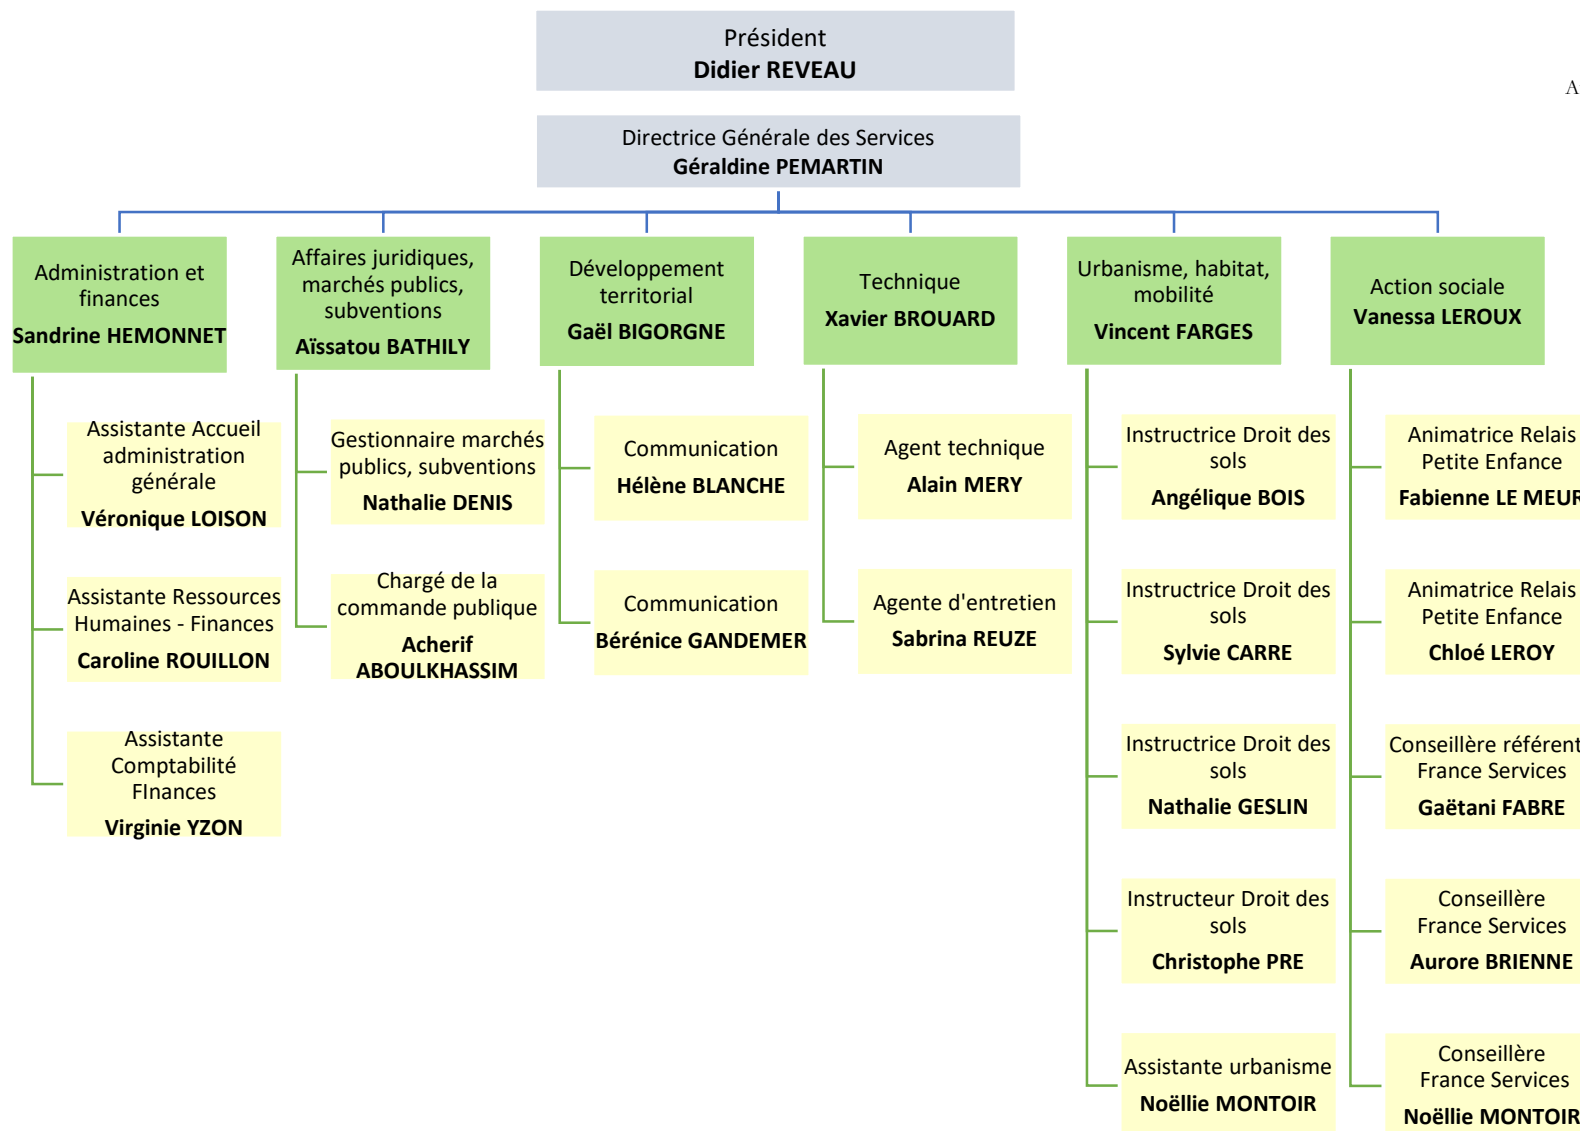 Président
Didier REVEAU
A
Directrice Générale des Services
Géraldine PEMARTIN
Administration et
finances
Sandrine HEMONNET
Affaires juridiques,
marchés publics,
subventions
Aïssatou BATHILY
Développement
territorial
Gaël BIGORGNE
Technique
Xavier BROUARD
Urbanisme, habitat,
mobilité
Vincent FARGES
Action sociale
Vanessa LEROUX
Assistante Accueil
administration
générale
Véronique LOISON
Assistante Ressources
Humaines - Finances
Caroline ROUILLON
Assistante
Comptabilité
FInances
Virginie YZON
Gestionnaire marchés
publics, subventions
Nathalie DENIS
Chargé de la
commande publique
Acherif
ABOULKHASSIM
Communication
Hélène BLANCHE
Communication
Bérénice GANDEMER
Agent technique
Alain MERY
Agente d'entretien
Sabrina REUZE
Instructrice Droit des
sols
Angélique BOIS
Instructrice Droit des
sols
Sylvie CARRE
Instructrice Droit des
sols
Nathalie GESLIN
Instructeur Droit des
sols
Christophe PRE
Assistante urbanisme
Noëllie MONTOIR
Animatrice Relais
Petite Enfance
Fabienne LE MEUR
Animatrice Relais
Petite Enfance
Chloé LEROY
Conseillère référent
France Services
Gaëtani FABRE
Conseillère
France Services
Aurore BRIENNE
Conseillère
France Services
Noëllie MONTOIR